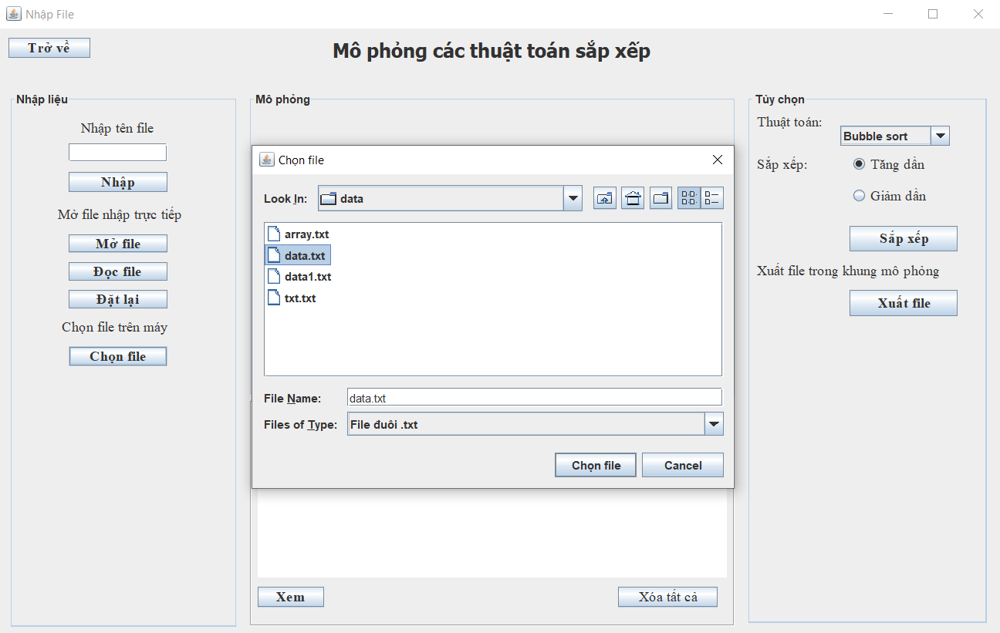 Nhập File
Trở về
Mô phỏng các thuật toán sắp xếp
Nhập liệu
Nhập tên file
Nhập
Mở file nhập trực tiếp
Mở file
Đọc file
Đặt lại
Chọn file trên máy
Chọn file
Mô phỏng
Chọn file
Look In:
data
array.txt
data.txt
data1.txt
txt.txt
File Name:
data.txt
Files of Type:
File đuôi .txt
Chọn file
Cancel
Xem
Xóa tất cả
Tùy chọn
Thuật toán:
Bubble sort
Sắp xếp:
Tăng dần
Giảm dần
Sắp xếp
Xuất file trong khung mô phỏng
Xuất file